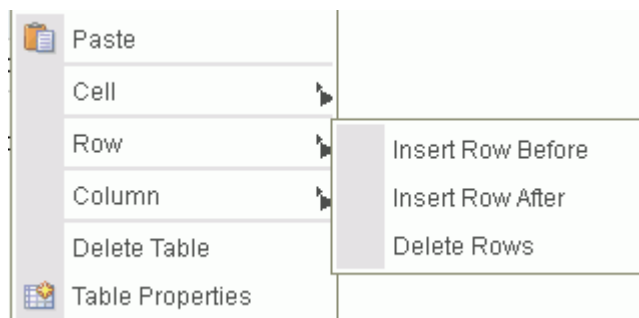 Paste
Cell
Row
Column
Delete Table
Table Properties
Insert Row Before
Insert Row After
Delete Rows